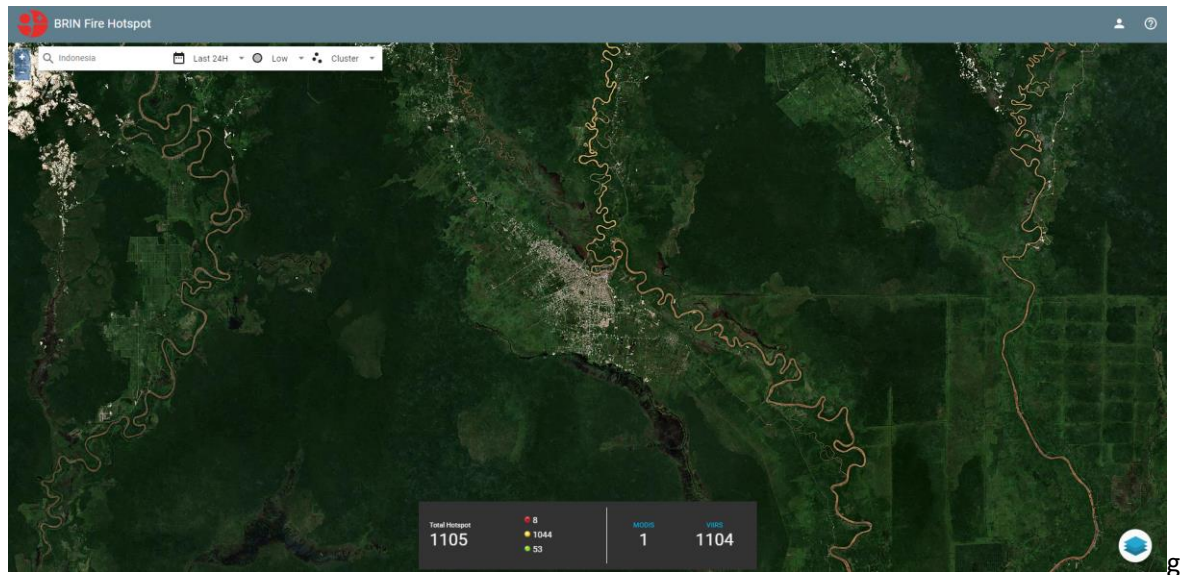 BRIN Fire Hotspot
+
Indonesia Last 24H Low Cluster
Total Hotspot
1105
8
1044
53
MODIS
1
VIIRS
1104
g